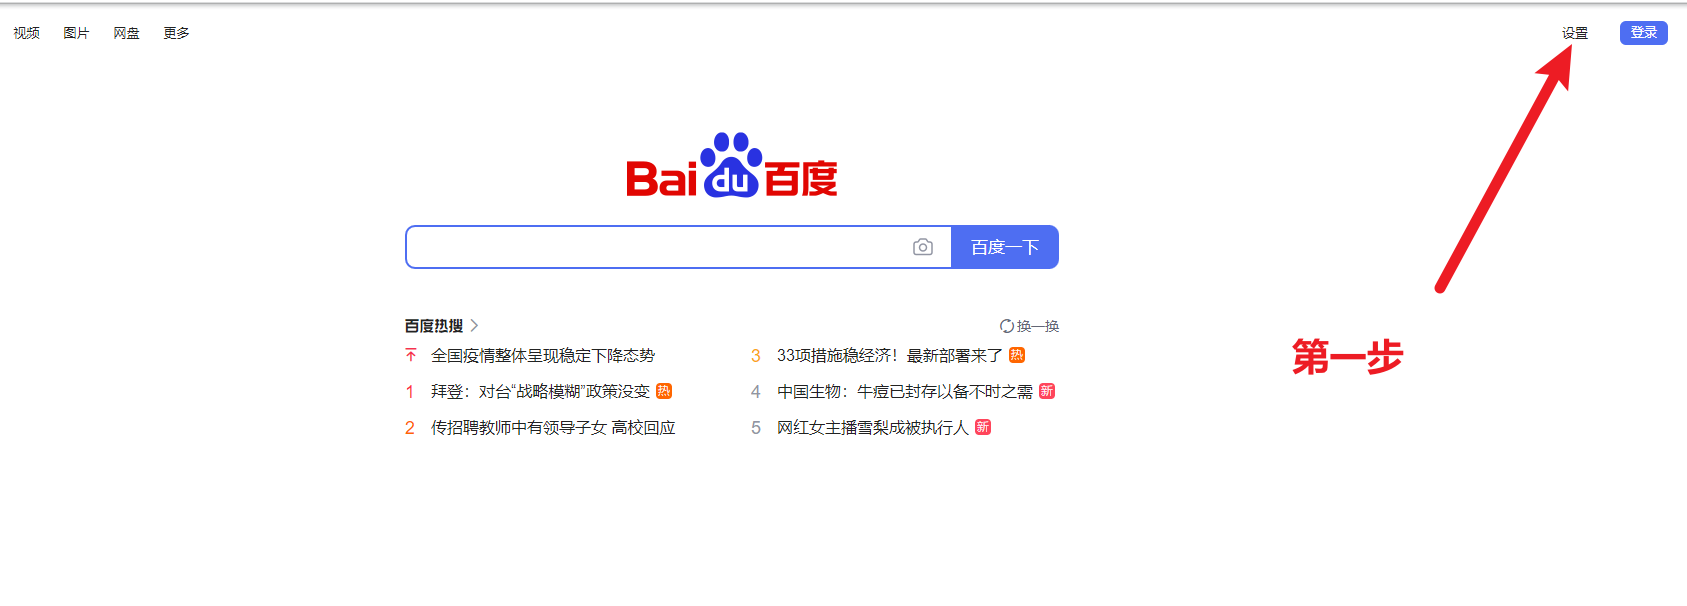 视频 图片 网盘 更多 设置 登录
Bai du 百度
百度一下
百度热搜 换一换
全国疫情整体呈现稳定下降态势
3 33项措施稳经济！最新部署来了 热
1 拜登：对台“战略模糊”政策没变 热
4 中国生物：牛痘已封存以备不时之需 新
2 传招聘教师中有领导子女 高校回应
5 网红女主播雪梨成被执行人 新
第一步